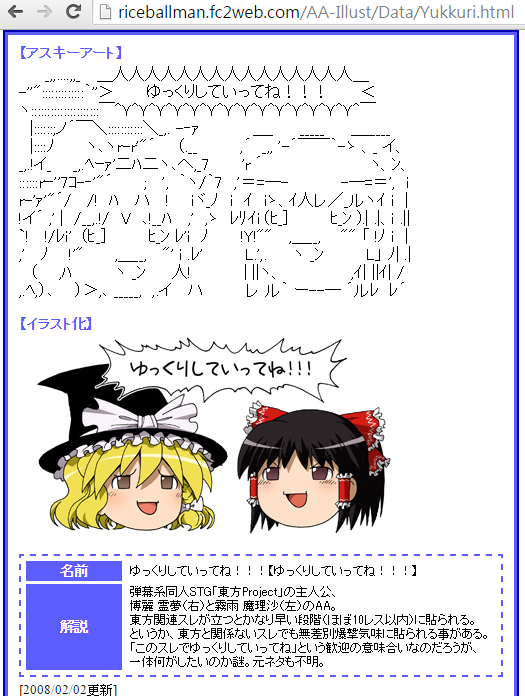 riceballman.fc2web.com/AA-Illust/Data/Yukkuri.html
【アスキーアート】
ゆっくりしていってね！！！
【イラスト化】
ゆっくりしていってね!!!
名前
ゆっくりしていってね！！！【ゆっくりしていってね！！！】
解説
弾幕系同人STG「東方Project」の主人公、
博麗 霊夢（右）と霧雨 魔理沙（左）のAA。
東方関連スレが立つとかなり早い段階（ほぼ10レス以内）に貼られる。
というか、東方と関係ないスレでも無差別爆撃気味に貼られる事がある。
「このスレでゆっくりしていってね」という歓迎の意味合いなのだろうが、
一体何がしたいのか謎。元ネタも不明。
[2008/02/02更新]